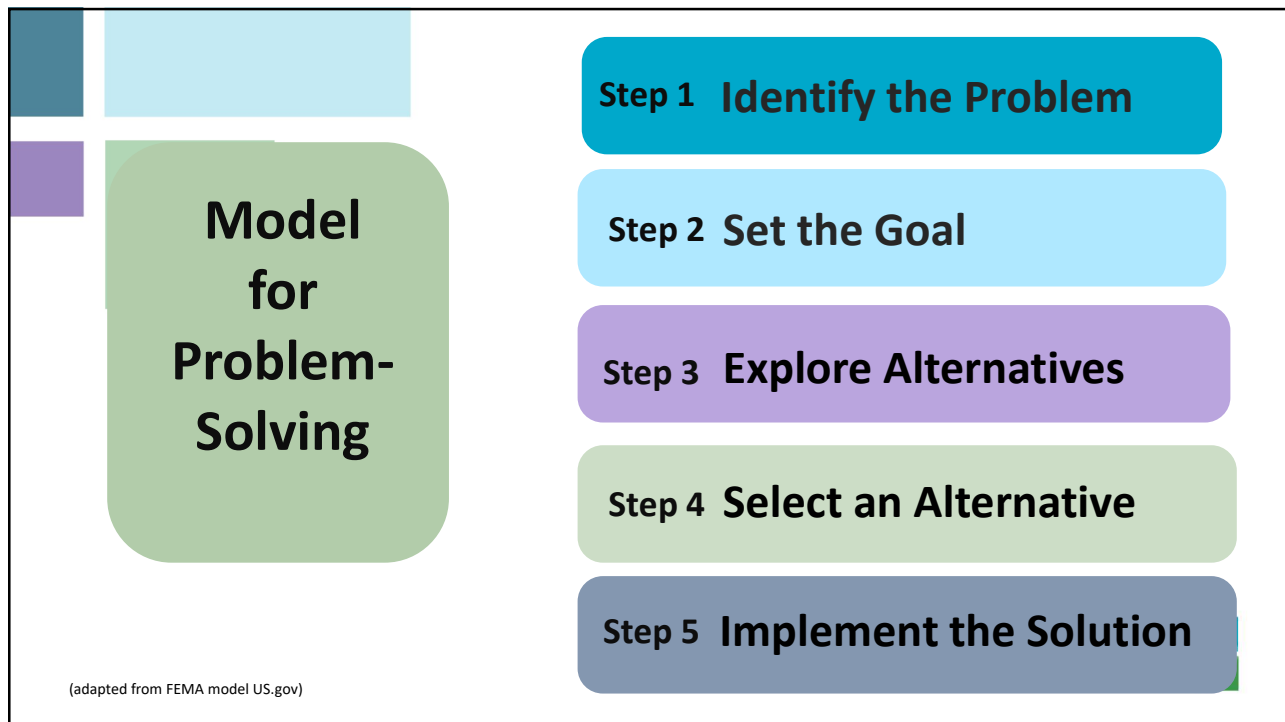 Model
for
Problem-
Solving
Step 1 Identify the Problem
Step 2 Set the Goal
Step 3 Explore Alternatives
Step 4 Select an Alternative
Step 5 Implement the Solution
(adapted from FEMA model US.gov)